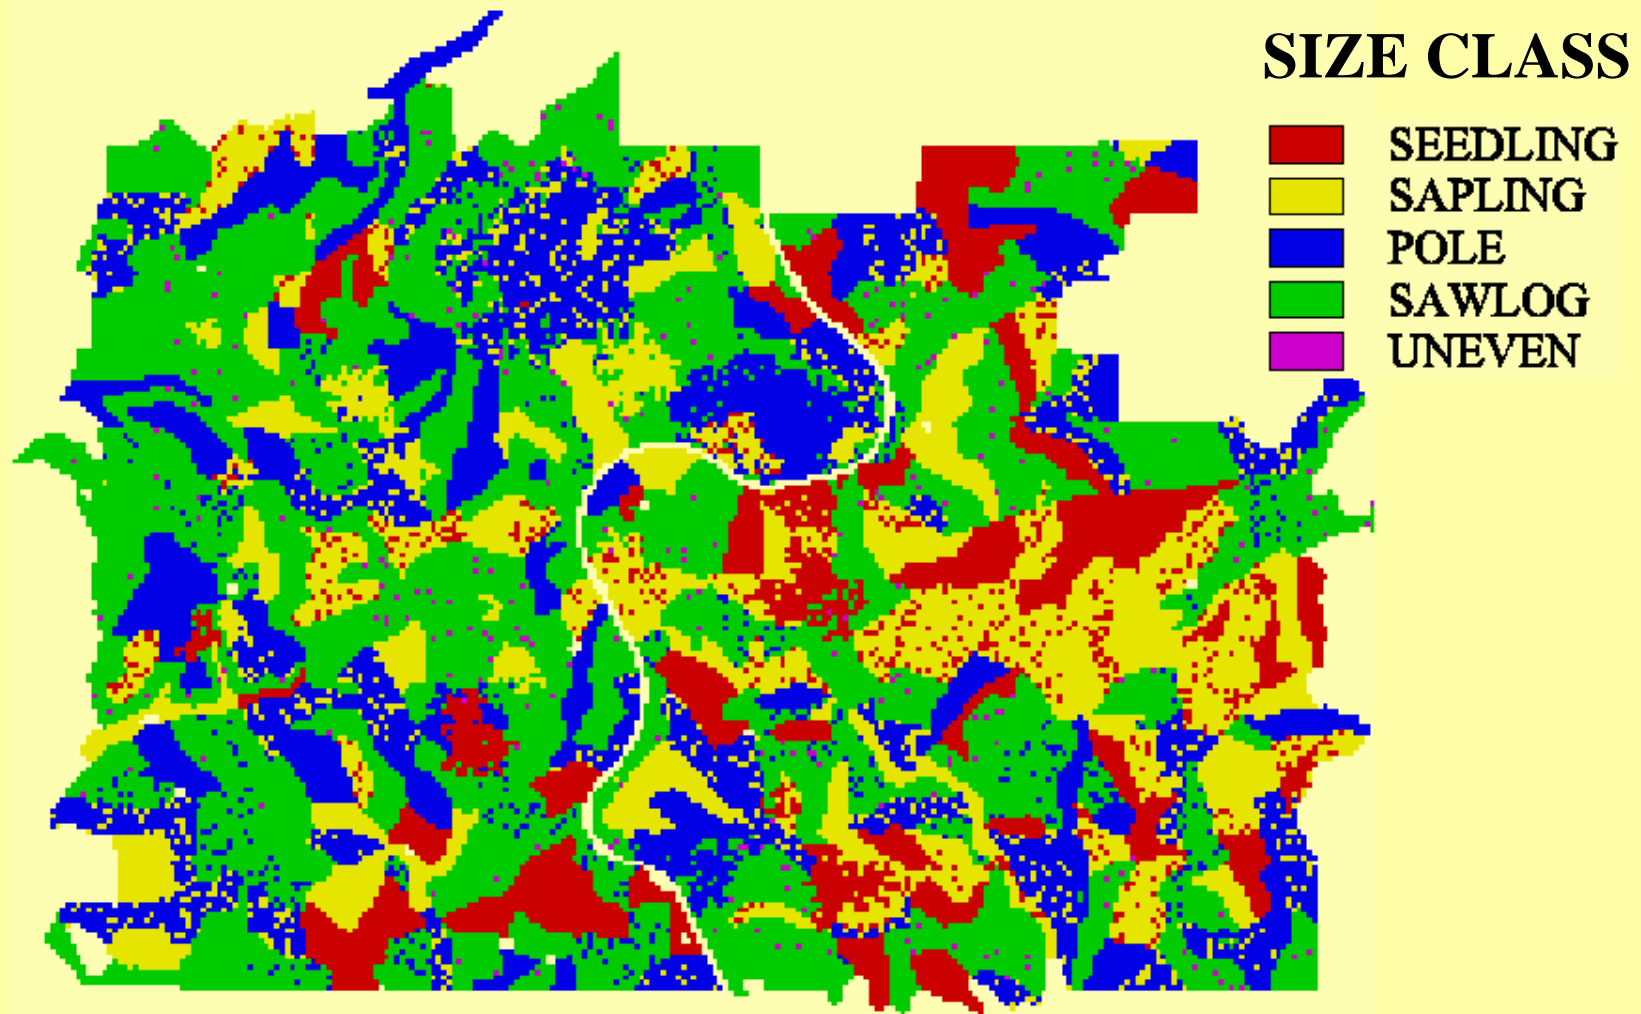 SIZE CLASS
SEEDLING
SAPLING
POLE
SAWLOG
UNEVEN